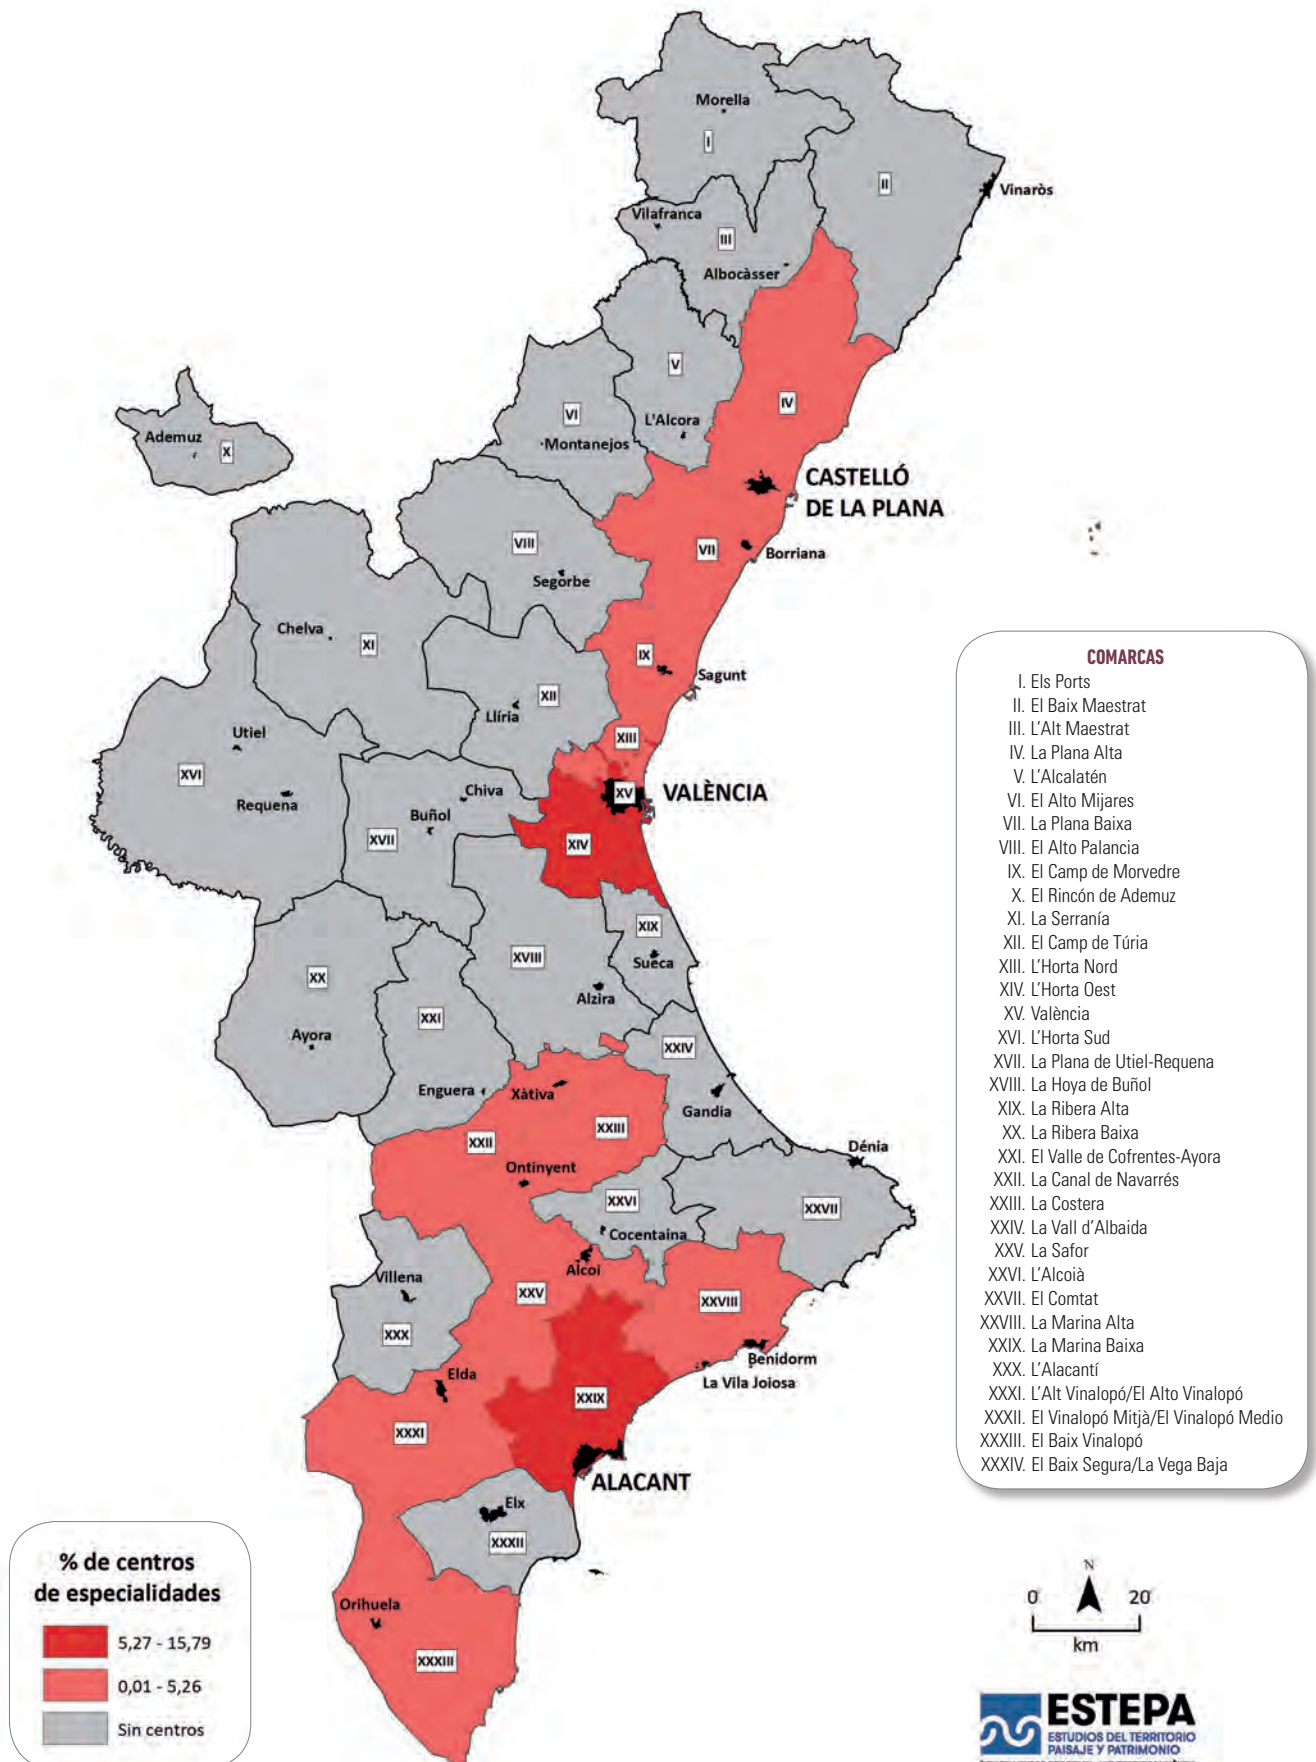 Morella
I
II
Vinaròs
Vilafranca
III
Albocàsser
V
IV
VI
L'Alcora
Montanejos
Ademuz
X
CASTELLÓ
DE LA PLANA
VIII
VII
Borriana
Segorbe
Chelva
XI
IX
Sagunt
XII
Llíria
XIII
Utiel
XVI
Requena
Chiva
XV
VALÈNCIA
Buñol
XVII
XIV
XIX
XVIII
Sueca
XX
Alzira
Ayora
XXI
XXIV
Enguera
Xàtiva
Gandia
XXII
XXIII
Dénia
Ontinyent
XXVI
XXVII
Cocentaina
Alcoi
Villena
XXV
XXVIII
XXX
Benidorm
Elda
La Vila Joiosa
XXIX
XXXI
ALACANT
Elx
XXXII
Orihuela
XXXIII
COMARCAS
I. Els Ports
II. El Baix Maestrat
III. L'Alt Maestrat
IV. La Plana Alta
V. L'Alcalatén
VI. El Alto Mijares
VII. La Plana Baixa
VIII. El Alto Palancia
IX. El Camp de Morvedre
X. El Rincón de Ademuz
XI. La Serranía
XII. El Camp de Túria
XIII. L'Horta Nord
XIV. L'Horta Oest
XV. València
XVI. L'Horta Sud
XVII. La Plana de Utiel-Requena
XVIII. La Hoya de Buñol
XIX. La Ribera Alta
XX. La Ribera Baixa
XXI. El Valle de Cofrentes-Ayora
XXII. La Canal de Navarrés
XXIII. La Costera
XXIV. La Vall d'Albaida
XXV. La Safor
XXVI. L'Alcoià
XXVII. El Comtat
XXVIII. La Marina Alta
XXIX. La Marina Baixa
XXX. L'Alacantí
XXXI. L'Alt Vinalopó/El Alto Vinalopó
XXXII. El Vinalopó Mitjà/El Vinalopó Medio
XXXIII. El Baix Vinalopó
XXXIV. El Baix Segura/La Vega Baja
% de centros
de especialidades
5,27 - 15,79
0,01 - 5,26
Sin centros
N
0 20
km
ESTEPA
ESTUDIOS DEL TERRITORIO
PAISAJE Y PATRIMONIO